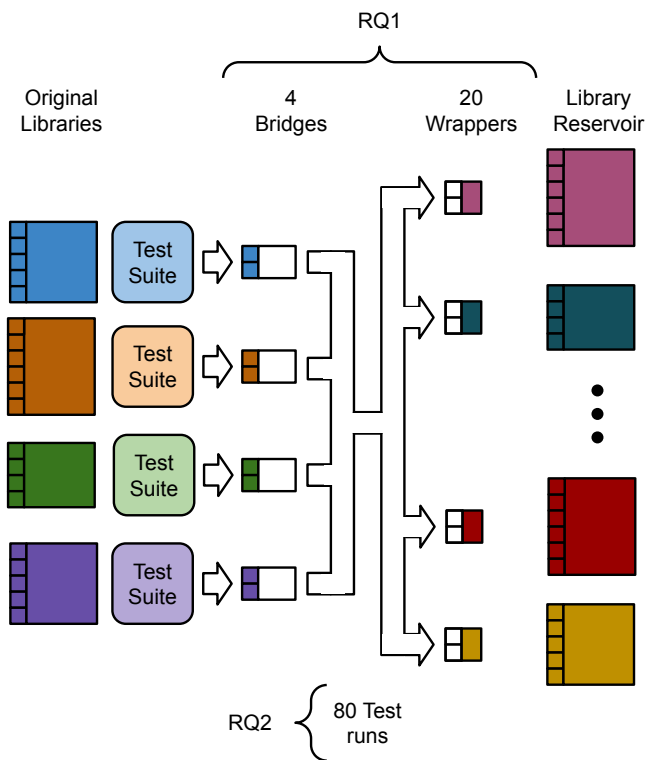 RQ1
Original
Libraries
4
Bridges
20
Wrappers
Library
Reservoir
Test
Suite
Test
Suite
Test
Suite
Test
Suite
RQ2
80 Test
runs